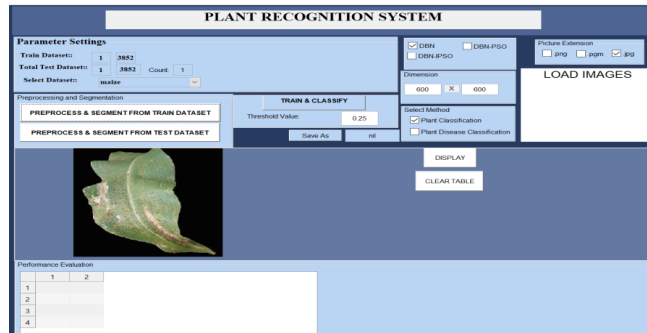 PLANT RECOGNITION SYSTEM
Parameter Settings
Train Dataset:: 1 3852
Total Test Dataset:: 1 3852 Count: 1
Select Dataset:: maize
DBN DBN-PSO
DBN-IPSO
Picture Extension
.png .pgm .jpg
Dimension
600 X 600
LOAD IMAGES
Preprocessing and Segmentation
PREPROCESS & SEGMENT FROM TRAIN DATASET
PREPROCESS & SEGMENT FROM TEST DATASET
TRAIN & CLASSIFY
Threshold Value: 0.25
Save As nil
Select Method
Plant Classification
Plant Disease Classification
DISPLAY
CLEAR TABLE
Performance Evaluation
1 2
1
2
3
4